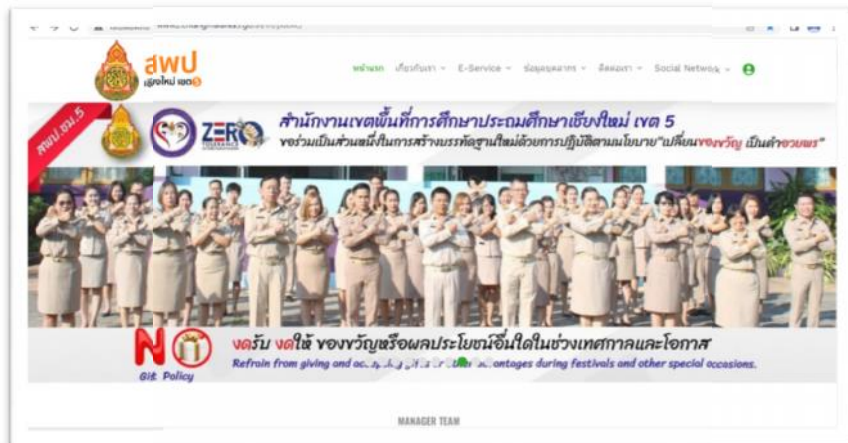 สพป
เชียงใหม่ เขต 5
หน้าแรก เกี่ยวกับเรา E-Service ข้อมูลบุคลากร ติดต่อเรา Social Network
สพป.ชม.5
ZERO
TOLERANCE
สำนักงานเขตพื้นที่การศึกษาประถมศึกษาเชียงใหม่ เขต 5
ขอร่วมเป็นส่วนหนึ่งในการสร้างบรรทัดฐานใหม่ด้วยการปฏิบัติตามนโยบาย"เปลี่ยนของขวัญ เป็นคำอวยพร"
NO
Gift Policy
งดรับ งดให้ ของขวัญหรือผลประโยชน์อื่นใดในช่วงเทศกาลและโอกาส
Refrain from giving and accepting gifts or other advantages during festivals and other special occasions.
MANAGER TEAM